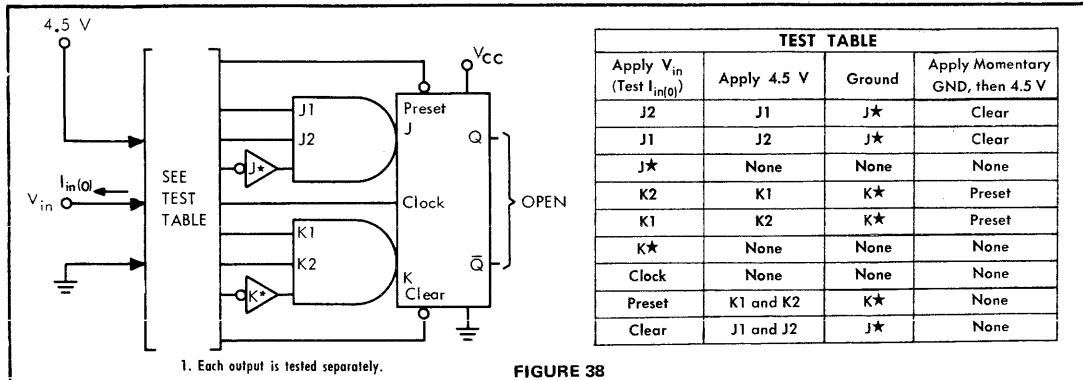 4.5 V
I_in(0)
V_in
SEE
TEST
TABLE
J1
J2
J★
K1
K2
K★
V_CC
Preset
J
Clock
K
Clear
Q
Q̅
OPEN
1. Each output is tested separately.
TEST TABLE
Apply V_in (Test I_in(0)) | Apply 4.5 V | Ground | Apply Momentary GND, then 4.5 V
J2 | J1 | J★ | Clear
J1 | J2 | J★ | Clear
J★ | None | None | None
K2 | K1 | K★ | Preset
K1 | K2 | K★ | Preset
K★ | None | None | None
Clock | None | None | None
Preset | K1 and K2 | K★ | None
Clear | J1 and J2 | J★ | None
FIGURE 38